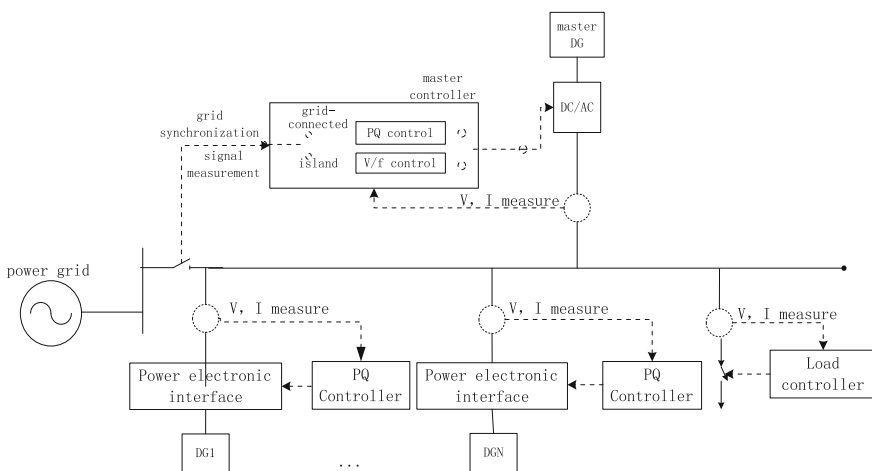 master
DG
master
controller
DC/AC
grid
synchronization
signal
measurement
grid-
connected
PQ control
island
V/f control
V, I measure
power grid
V, I measure
V, I measure
V, I measure
Power electronic
interface
PQ
Controller
Power electronic
interface
PQ
Controller
Load
controller
DG1
...
DGN